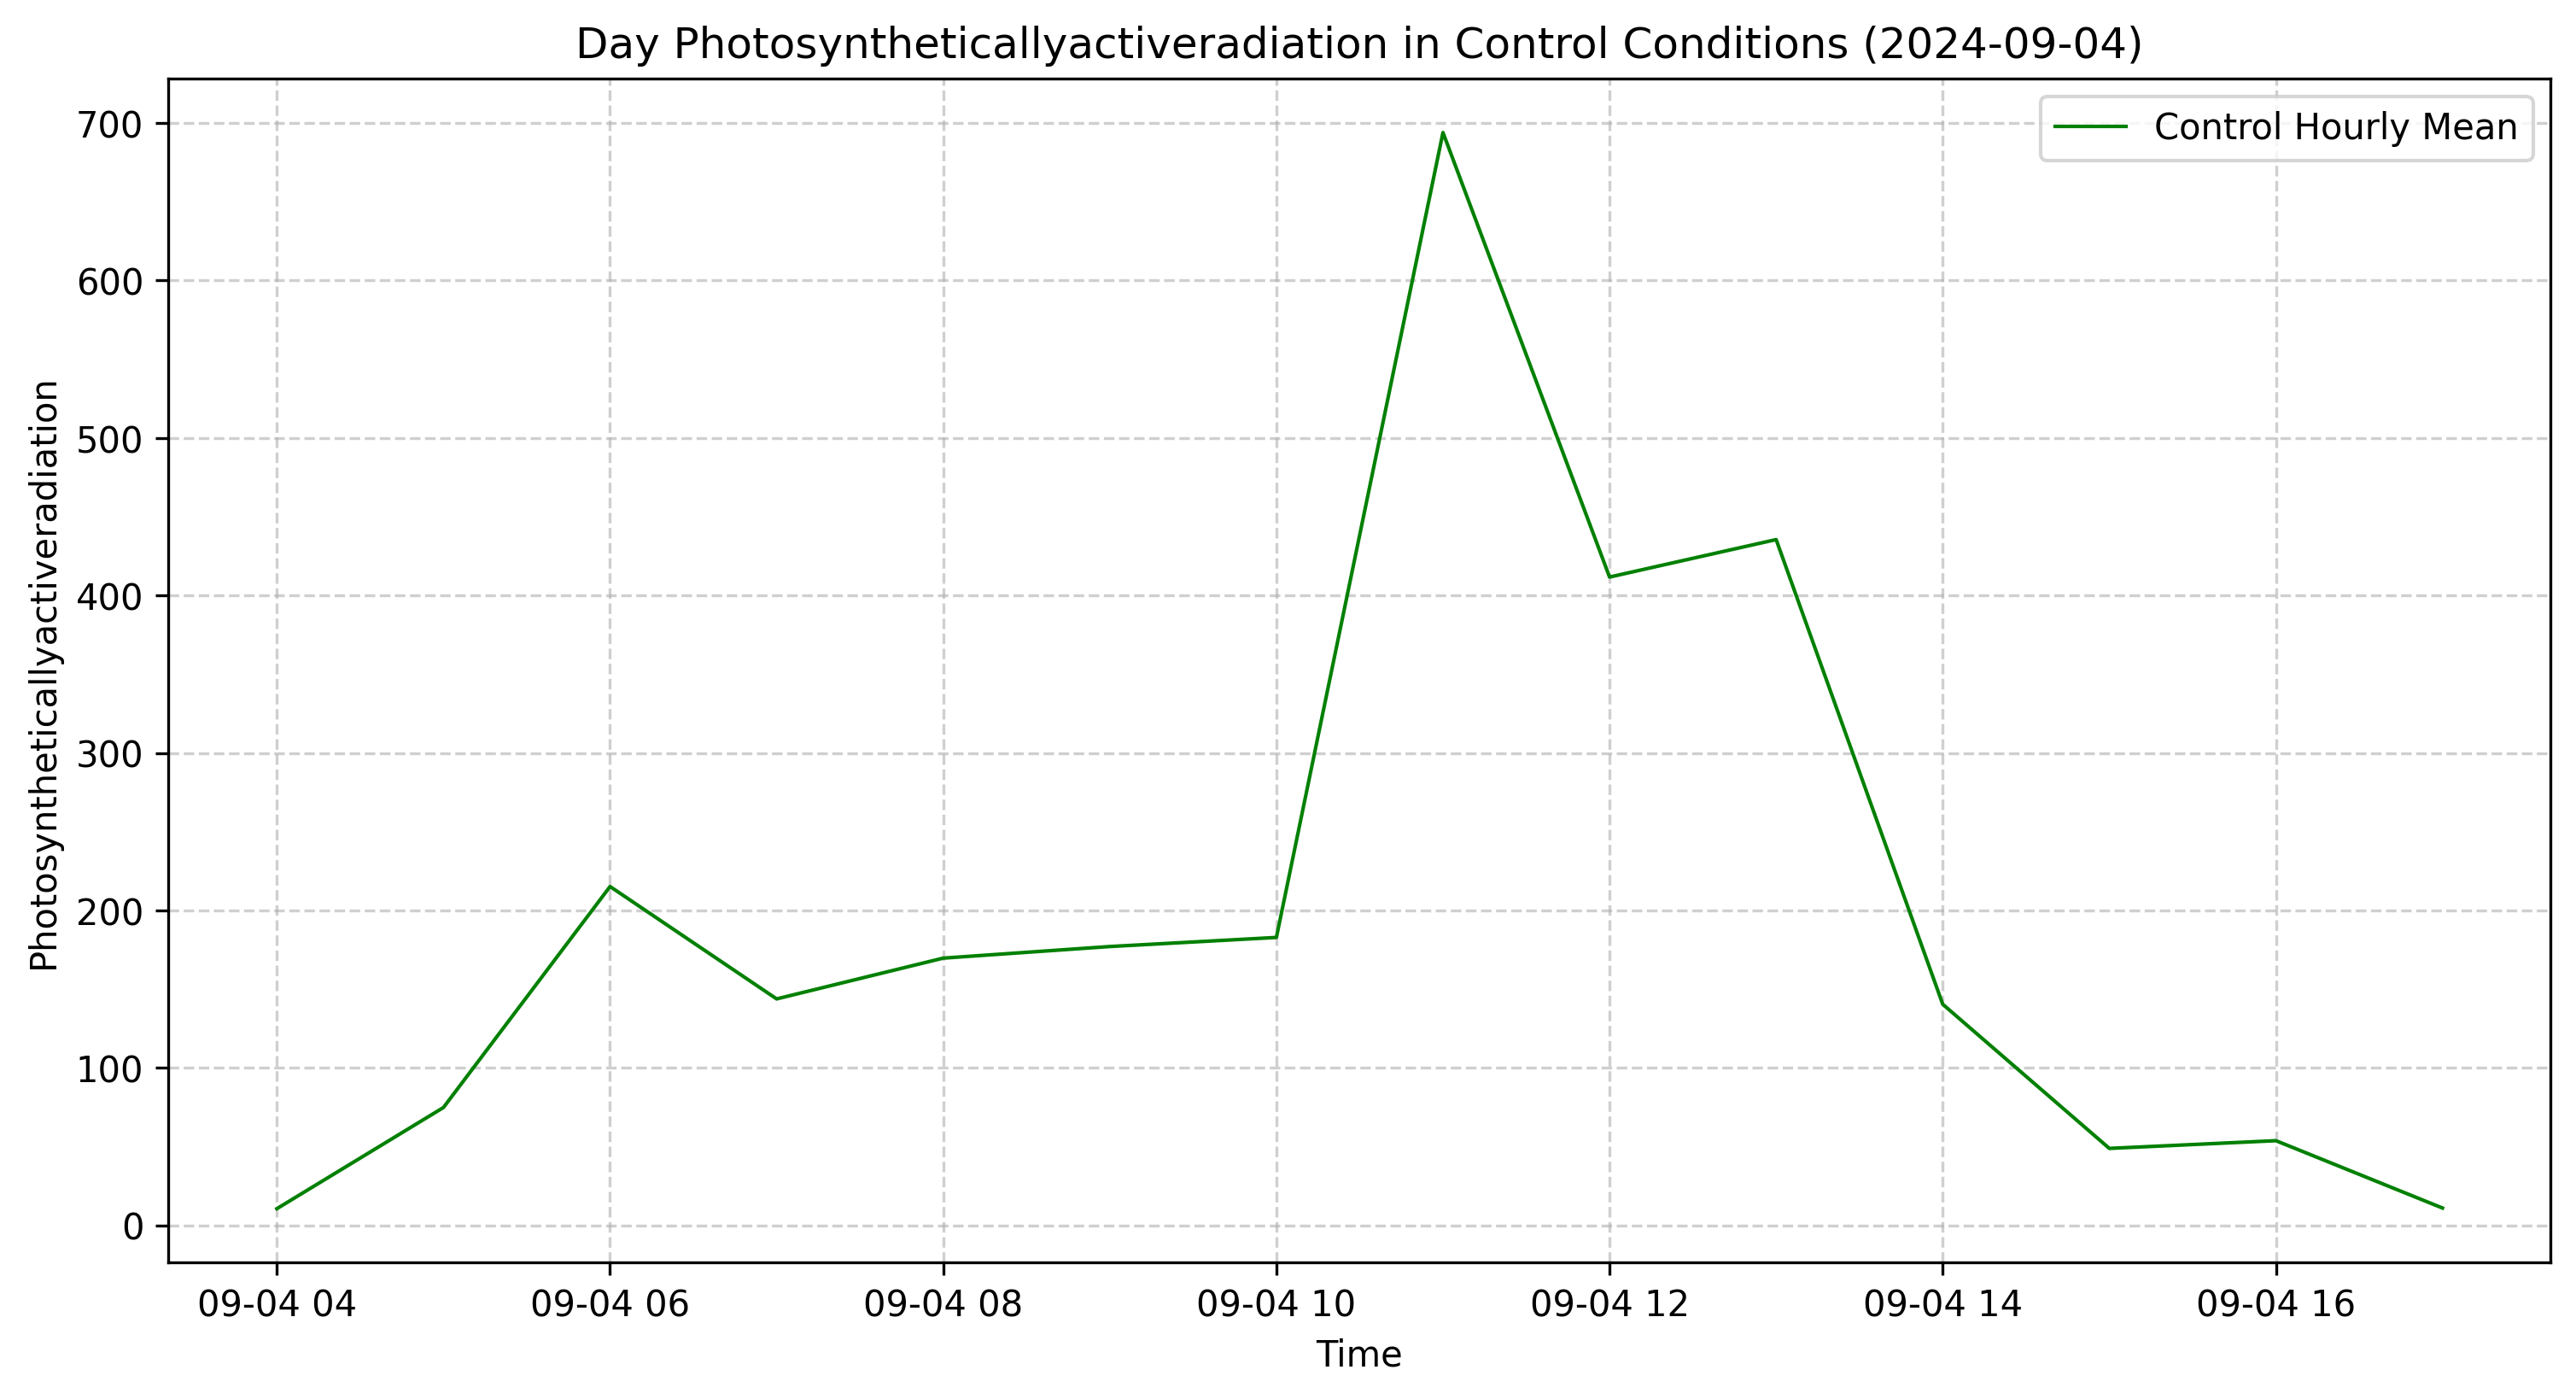 Day Photosyntheticallyactiveradiation in Control Conditions (2024-09-04)
Control Hourly Mean
Photosyntheticallyactiveradiation
700
600
500
400
300
200
100
0
09-04 04 09-04 06 09-04 08 09-04 10 09-04 12 09-04 14 09-04 16
Time